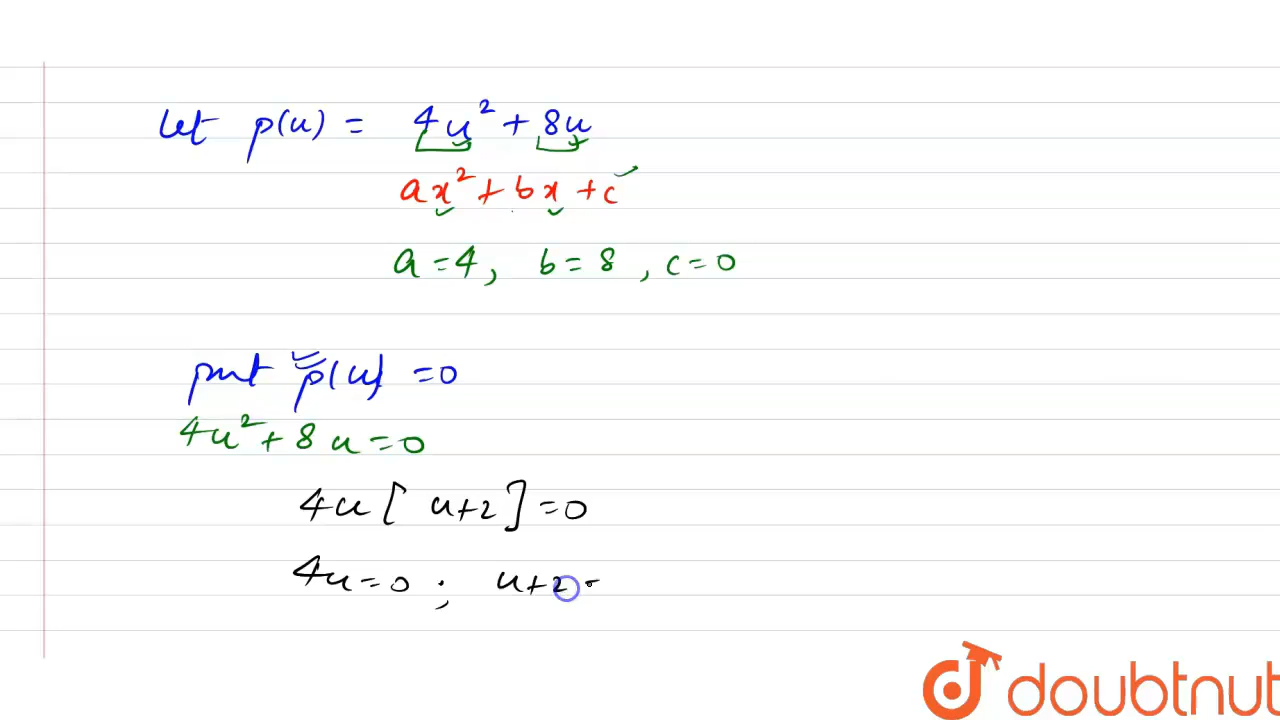 Let p(u) = 4u² + 8u
ax² + bx + c
a = 4, b = 8, c = 0
put p(u) = 0
4u² + 8u = 0
4u [ u+2 ] = 0
4u = 0 ; u+2 =
doubtnut